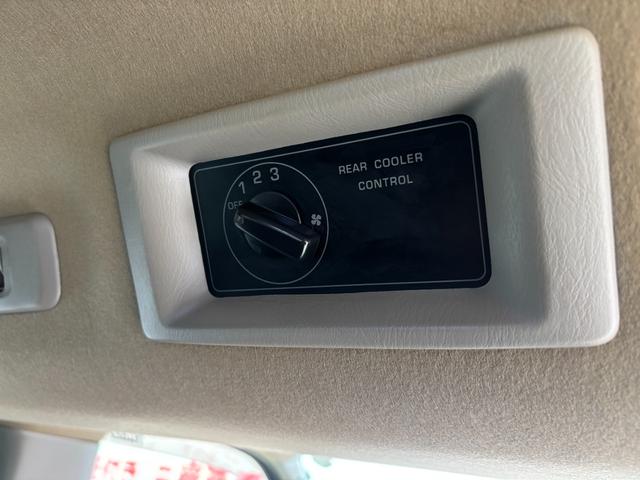 1 2 3
OFF
REAR COOLER
CONTROL